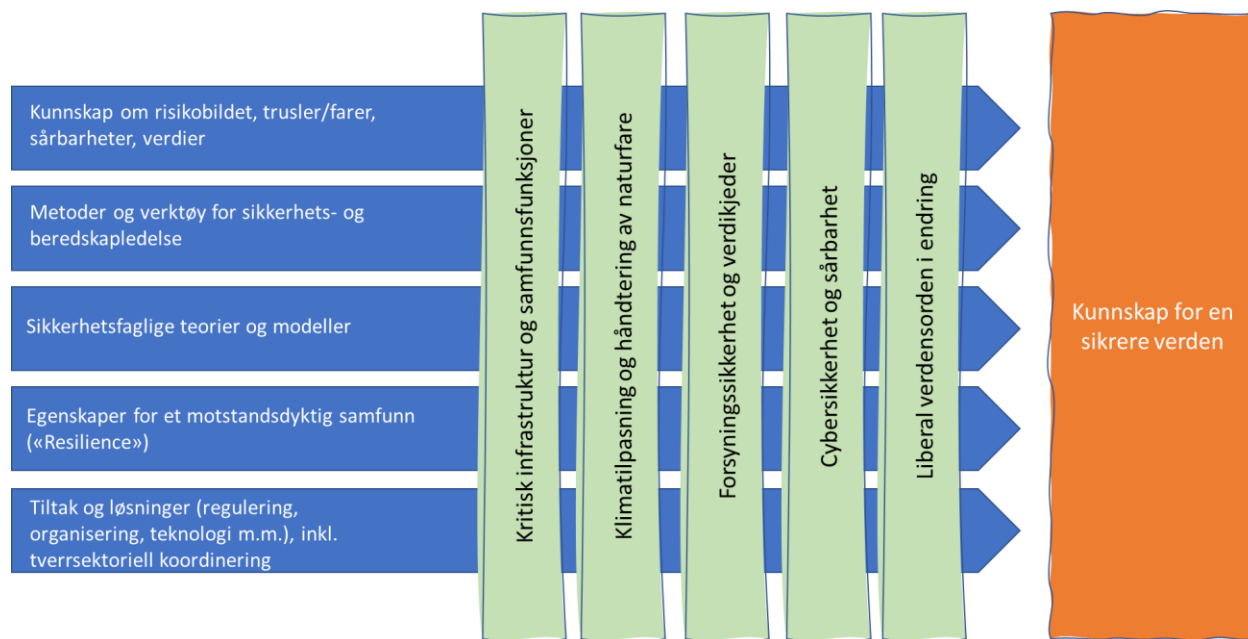 Kunnskap om risikobildet, trusler/farer,
sårbarheter, verdier
Metoder og verktøy for sikkerhets- og
beredskapledelse
Sikkerhetsfaglige teorier og modeller
Egenskaper for et motstandsdyktig samfunn
(«Resilience»)
Tiltak og løsninger (regulering,
organisering, teknologi m.m.), inkl.
tverrsektoriell koordinering
Kritisk infrastruktur og samfunnsfunksjoner
Klimatilpasning og håndtering av naturfare
Forsyningssikkerhet og verdikjeder
Cybersikkerhet og sårbarhet
Liberal verdensorden i endring
Kunnskap for en
sikrere verden